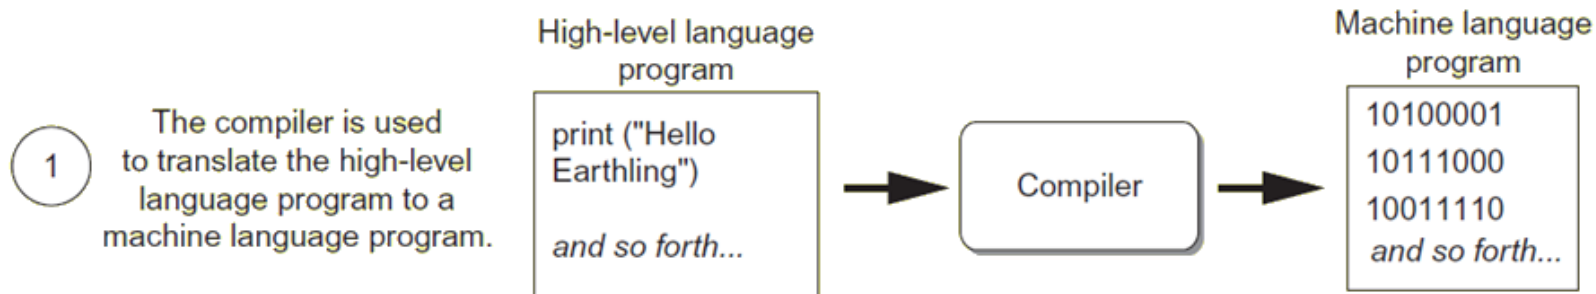 1
The compiler is used
to translate the high-level
language program to a
machine language program.
High-level language
program
print ("Hello
Earthling")
and so forth...
Compiler
Machine language
program
10100001
10111000
10011110
and so forth...